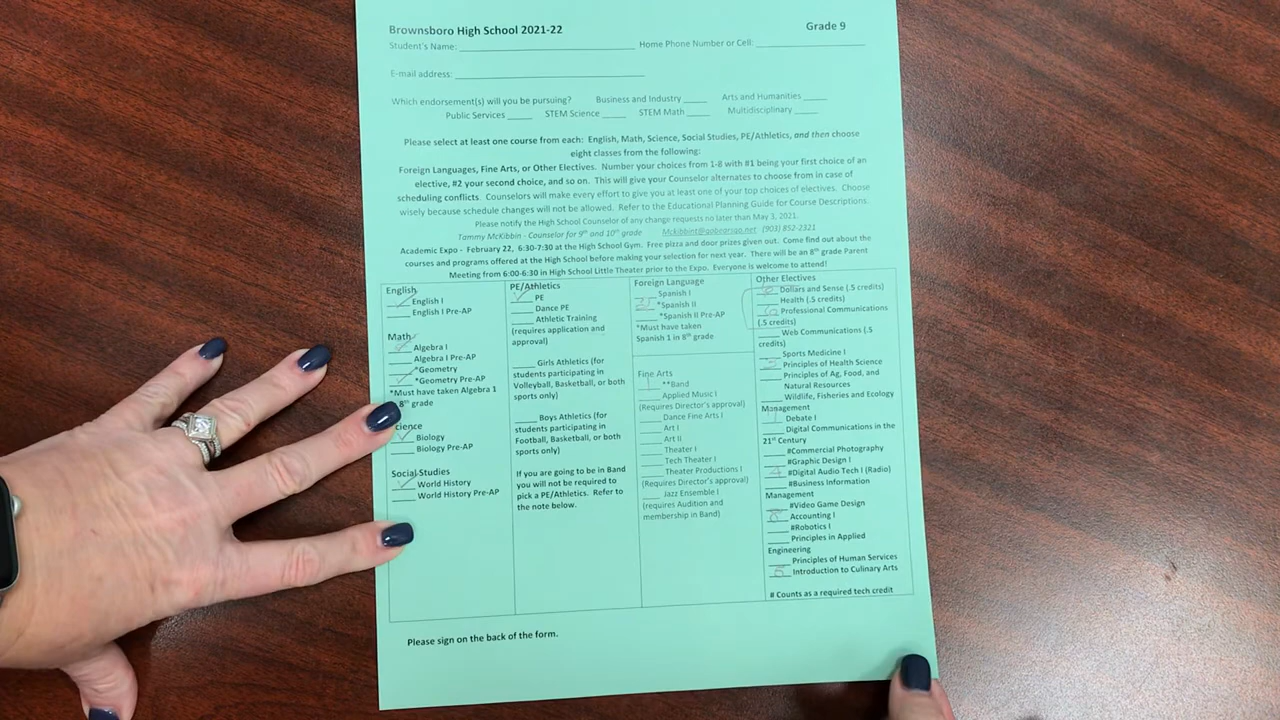 Brownsboro High School 2021-22 Grade 9
Student's Name: ____ Home Phone Number or Cell: ____
E-mail address: ____
Which endorsement(s) will you be pursuing? Business and Industry ____ Arts and Humanities ____
Public Services ____ STEM Science ____ STEM Math ____ Multidisciplinary ____
Please select at least one course from each: English, Math, Science, Social Studies, PE/Athletics, and then choose
eight classes from the following:
Foreign Languages, Fine Arts, or Other Electives. Number your choices from 1-8 with #1 being your first choice of an
elective, #2 your second choice, and so on. This will give your Counselor alternates to choose from in case of
scheduling conflicts. Counselors will make every effort to give you at least one of your top choices of electives. Choose
wisely because schedule changes will not be allowed. Refer to the Educational Planning Guide for Course Descriptions.
Please notify the High School Counselor of any change requests no later than May 3, 2021.
Tammy McKibbin - Counselor for 9th and 10th grade Mckibbint@gobearsgo.net (903) 852-2321
Academic Expo - February 22, 6:30-7:30 at the High School Gym. Free pizza and door prizes given out. Come find out about the
courses and programs offered at the High School before making your selection for next year. There will be an 8th grade Parent
Meeting from 6:00-6:30 in High School Little Theater prior to the Expo. Everyone is welcome to attend!
English
English I
English I Pre-AP
Math
Algebra I
Algebra I Pre-AP
*Geometry
*Geometry Pre-AP
*Must have taken Algebra 1
8th grade
Biology
Biology Pre-AP
Social Studies
World History
World History Pre-AP
PE/Athletics
PE
Dance PE
Athletic Training
(requires application and
approval)
____ Girls Athletics (for
students participating in
Volleyball, Basketball, or both
sports only)
____ Boys Athletics (for
students participating in
Football, Basketball, or both
sports only)
If you are going to be in Band
you will not be required to
pick a PE/Athletics. Refer to
the note below.
Foreign Language
Spanish I
*Spanish II
*Spanish II Pre-AP
*Must have taken
Spanish 1 in 8th grade
Fine Arts
1 **Band
Applied Music I
(Requires Director's approval)
Dance Fine Arts I
Art I
Art II
Theater I
Tech Theater I
Theater Productions I
(Requires Director's approval)
Jazz Ensemble I
(requires Audition and
membership in Band)
Other Electives
Dollars and Sense (.5 credits)
Health (.5 credits)
Professional Communications
(.5 credits)
Web Communications (.5
credits)
Sports Medicine I
Principles of Health Science
Principles of Ag, Food, and
Natural Resources
Wildlife, Fisheries and Ecology
Management
Debate I
Digital Communications in the
21st Century
#Commercial Photography
#Graphic Design I
4 #Digital Audio Tech I (Radio)
#Business Information
Management
#Video Game Design
8 Accounting I
#Robotics I
Principles in Applied
Engineering
Principles of Human Services
5 Introduction to Culinary Arts
# Counts as a required tech credit
Please sign on the back of the form.